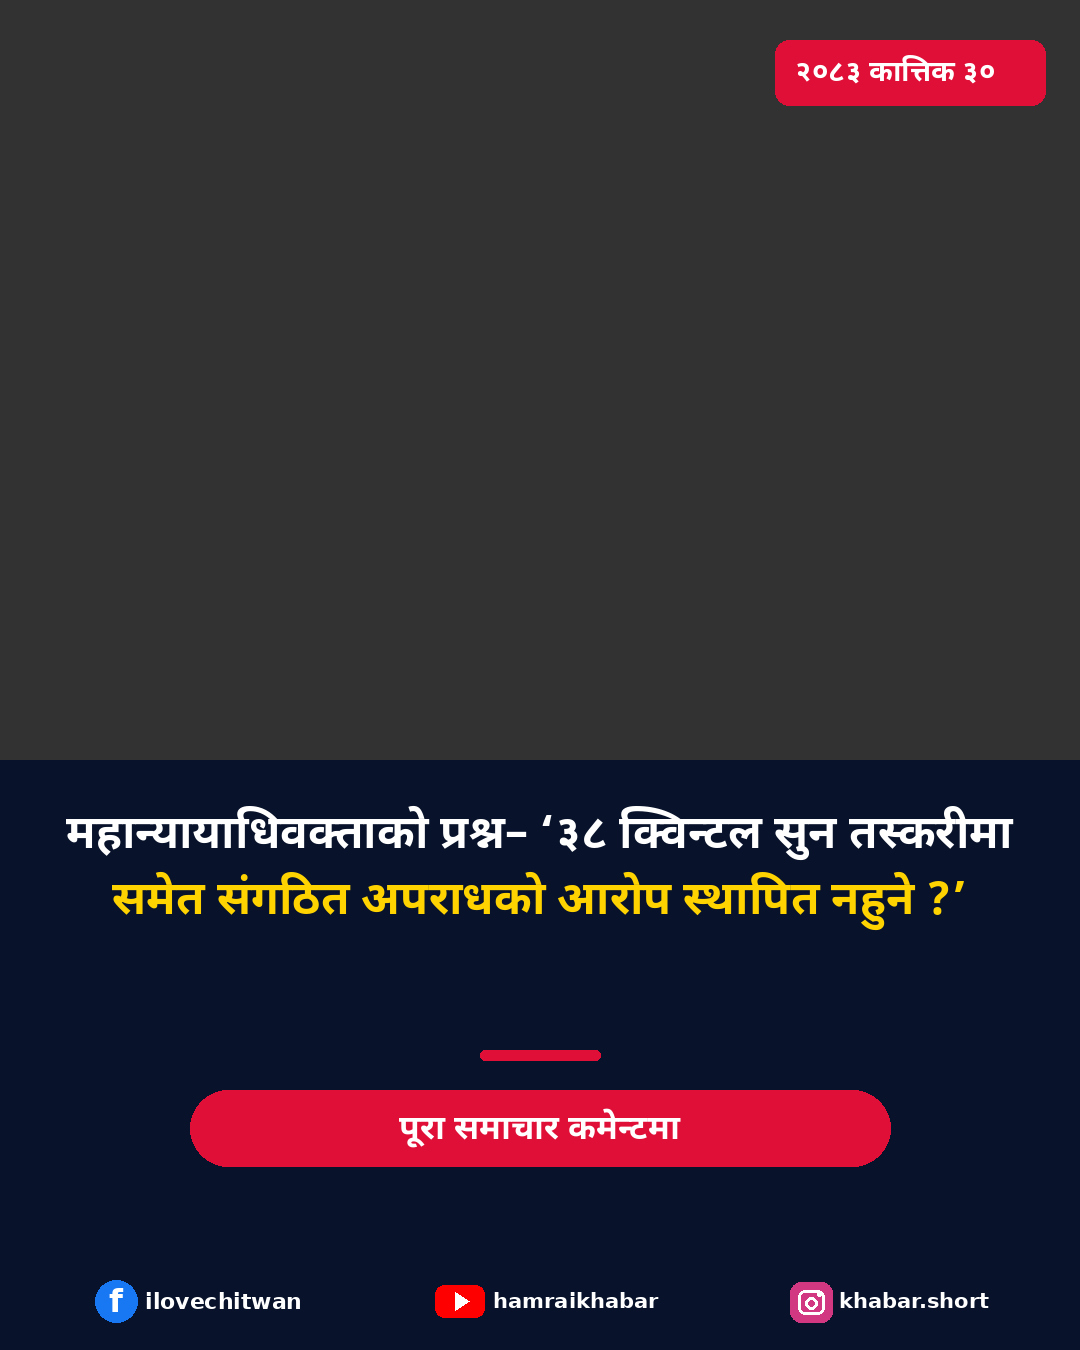 २०८३ कात्तिक ३०
महान्यायाधिवक्ताको प्रश्न– ‘३८ क्विन्टल सुन तस्करीमा
समेत संगठित अपराधको आरोप स्थापित नहुने ?’
पूरा समाचार कमेन्टमा
ilovechitwan
hamraikhabar
khabar.short